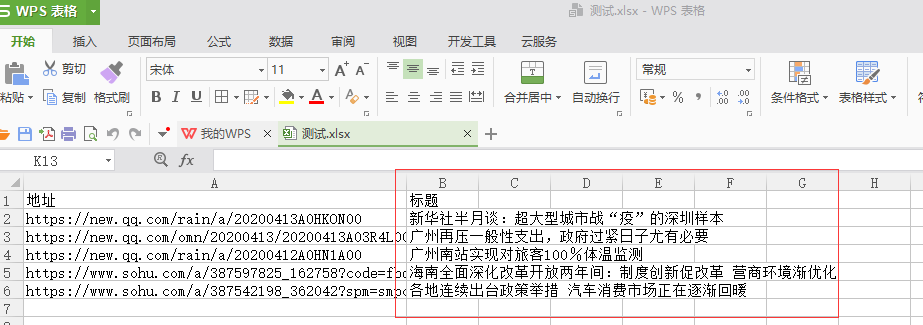 WPS 表格
测试.xlsx - WPS 表格
开始 插入 页面布局 公式 数据 审阅 视图 开发工具 云服务
剪切 宋体 11 A+ A- 常规
粘贴 复制 格式刷 B I U A 合并居中 自动换行 % , .0 .00 .00 .0 条件格式 表格样式
我的WPS 测试.xlsx
K13 fx
A B C D E F G H
1 地址 标题
2 https://new.qq.com/rain/a/20200413A0HKON00 新华社半月谈：超大型城市战“疫”的深圳样本
3 https://new.qq.com/omn/20200413/20200413A03R4L00 广州再压一般性支出，政府过紧日子尤有必要
4 https://new.qq.com/rain/a/20200412A0HN1A00 广州南站实现对旅客100%体温监测
5 https://www.sohu.com/a/387597825_162758?code=fbd 海南全面深化改革开放两年间：制度创新促改革 营商环境渐优化
6 https://www.sohu.com/a/387542198_362042?spm=smpc 各地连续出台政策举措 汽车消费市场正在逐渐回暖
7